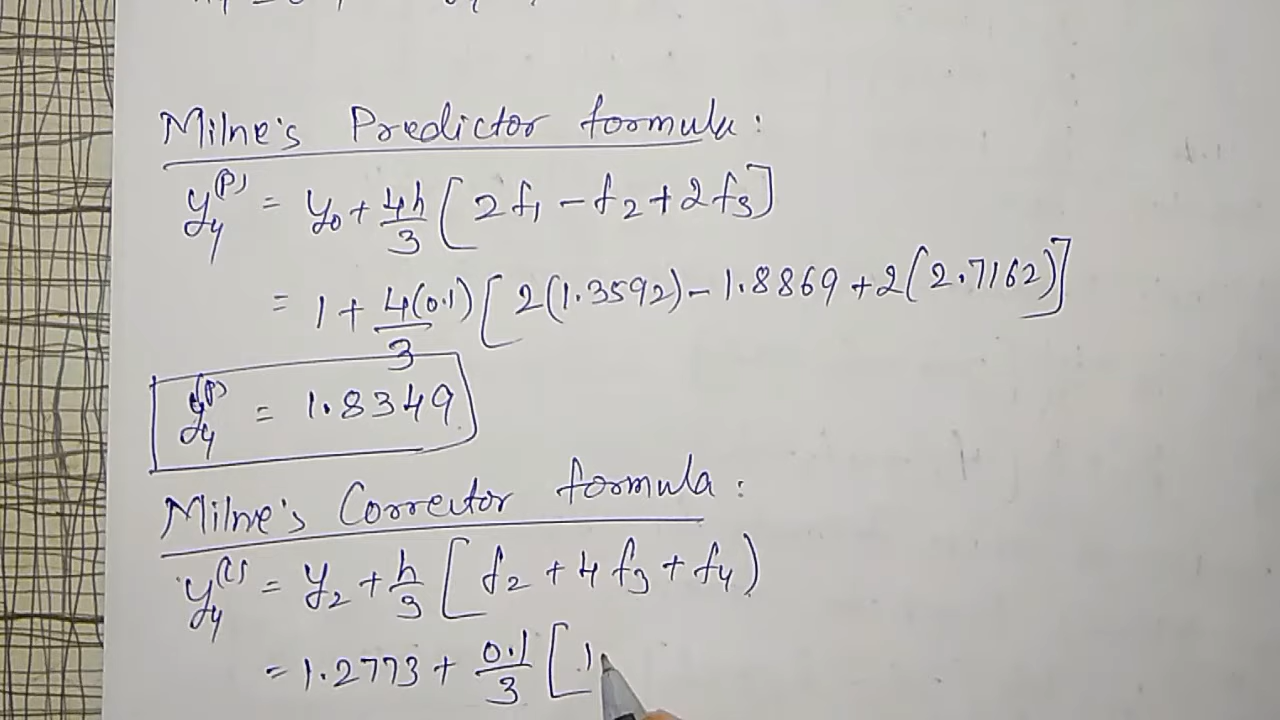 Milne's Predictor formula:
y₄⁽ᵖ⁾ = y₀ + 4h/3 [2f₁ - f₂ + 2f₃]
= 1 + 4(0.1)/3 [2(1.3592) - 1.8869 + 2(2.7162)]
y₄⁽ᵖ⁾ = 1.8349
Milne's Corrector formula:
y₄⁽ᶜ⁾ = y₂ + h/3 [f₂ + 4f₃ + f₄)
= 1.2773 + 0.1/3 [1